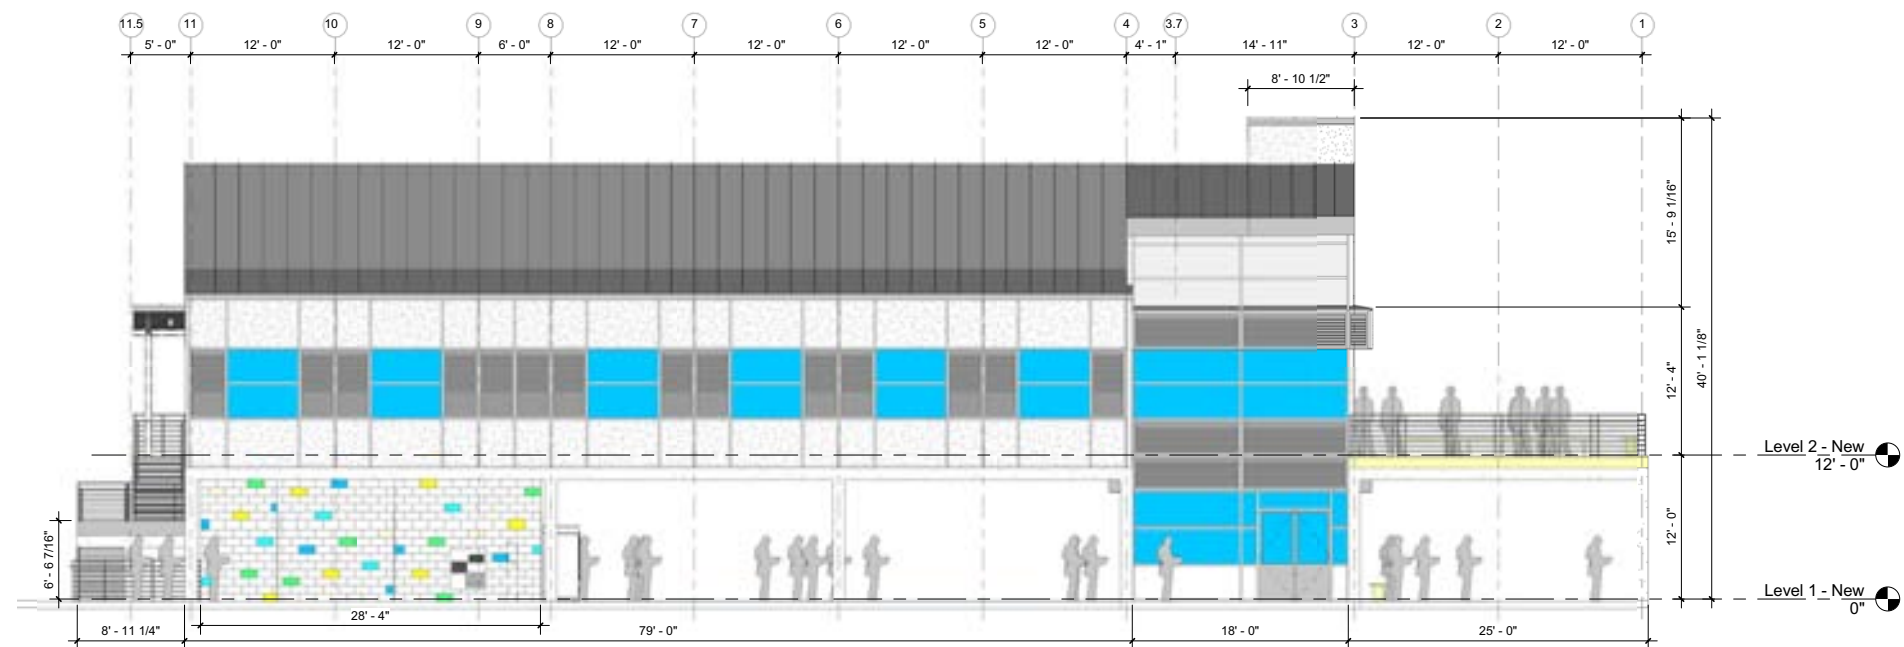 11.5 11 10 9 8 7 6 5 4 3.7 3 2 1
5' - 0" 12' - 0" 12' - 0" 6' - 0" 12' - 0" 12' - 0" 12' - 0" 12' - 0" 4' - 1" 14' - 11" 12' - 0" 12' - 0"
8' - 10 1/2"
15' - 9 1/16"
40' - 1 1/8"
12' - 4"
Level 2 - New
12' - 0"
12' - 0"
6' - 6 7/16"
Level 1 - New
0"
28' - 4"
8' - 11 1/4" 79' - 0" 18' - 0" 25' - 0"